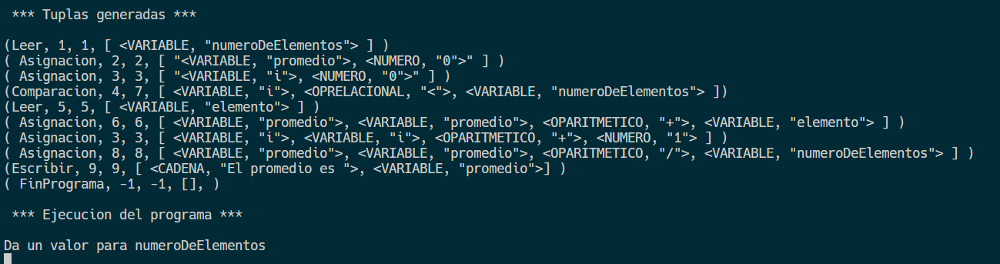 *** Tuplas generadas ***
(Leer, 1, 1, [ <VARIABLE, "numeroDeElementos"> ] )
( Asignacion, 2, 2, [ "<VARIABLE, "promedio">, <NUMERO, "0">" ] )
( Asignacion, 3, 3, [ "<VARIABLE, "i">, <NUMERO, "0">" ] )
(Comparacion, 4, 7, [ <VARIABLE, "i">, <OPRELACIONAL, "<">, <VARIABLE, "numeroDeElementos"> ])
(Leer, 5, 5, [ <VARIABLE, "elemento"> ] )
( Asignacion, 6, 6, [ <VARIABLE, "promedio">, <VARIABLE, "promedio">, <OPARITMETICO, "+">, <VARIABLE, "elemento"> ] )
( Asignacion, 3, 3, [ <VARIABLE, "i">, <VARIABLE, "i">, <OPARITMETICO, "+">, <NUMERO, "1"> ] )
( Asignacion, 8, 8, [ <VARIABLE, "promedio">, <VARIABLE, "promedio">, <OPARITMETICO, "/">, <VARIABLE, "numeroDeElementos"> ] )
(Escribir, 9, 9, [ <CADENA, "El promedio es ">, <VARIABLE, "promedio">] )
( FinPrograma, -1, -1, [], )
*** Ejecucion del programa ***
Da un valor para numeroDeElementos